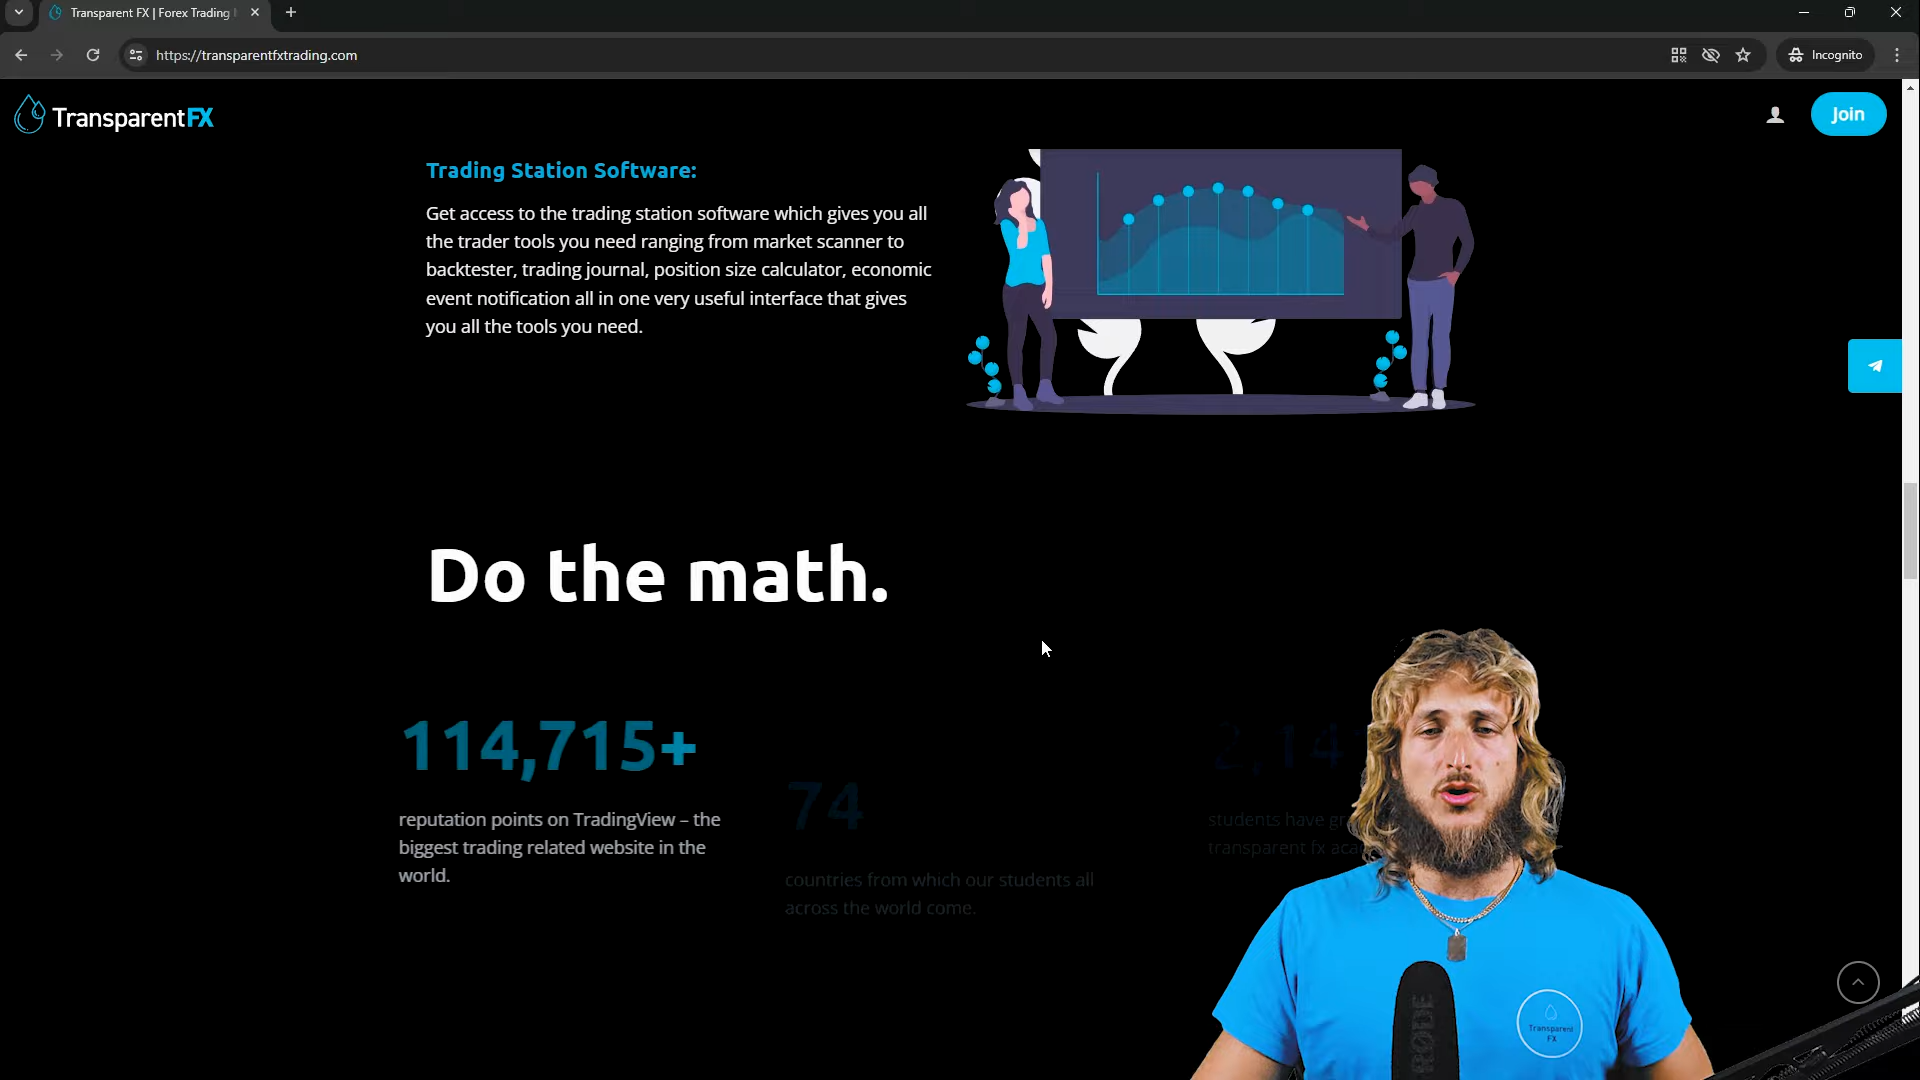 Transparent FX | Forex Trading
https://transparentfxtrading.com
Incognito
TransparentFX
Join
Trading Station Software:
Get access to the trading station software which gives you all
the trader tools you need ranging from market scanner to
backtester, trading journal, position size calculator, economic
event notification all in one very useful interface that gives
you all the tools you need.
Do the math.
114,715+
74
reputation points on TradingView – the
biggest trading related website in the
world.
countries from which our students all
across the world come.
students have
transparent fx
RODE
Transparent
FX